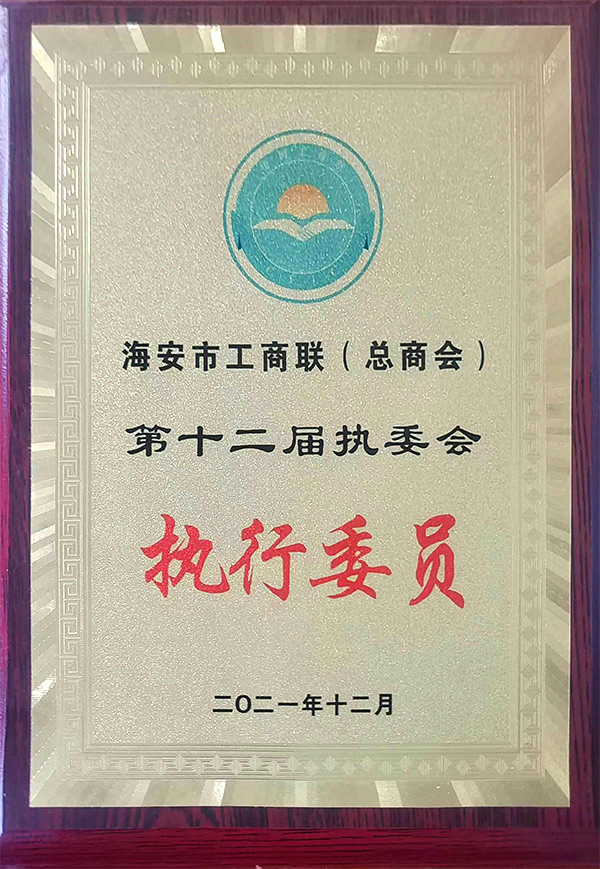 海安市工商联（总商会）
第十二届执委会
执行委员
二〇二一年十二月